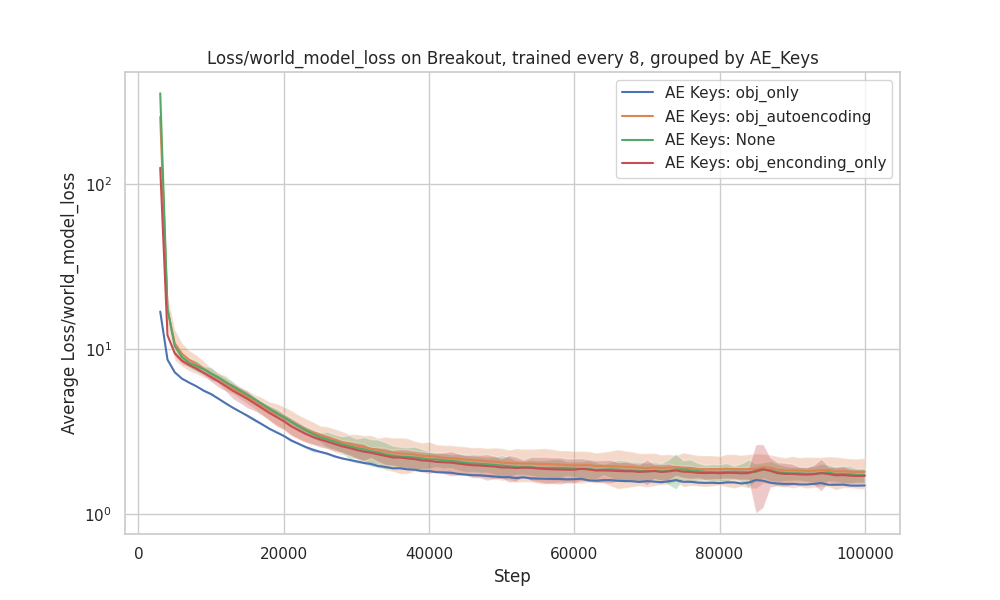 Loss/world_model_loss on Breakout, trained every 8, grouped by AE_Keys
AE Keys: obj_only
AE Keys: obj_autoencoding
AE Keys: None
AE Keys: obj_enconding_only
Average Loss/world_model_loss
10²
10¹
10⁰
0
20000
40000
60000
80000
100000
Step